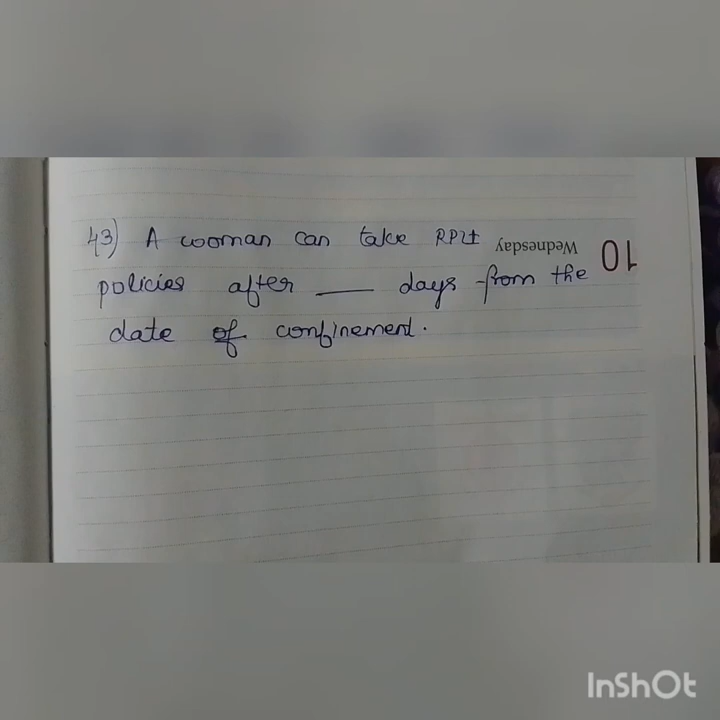 43) A woman can take RPLI
policies after ___ days from the
date of confinement.
Wednesday 10
InShOt